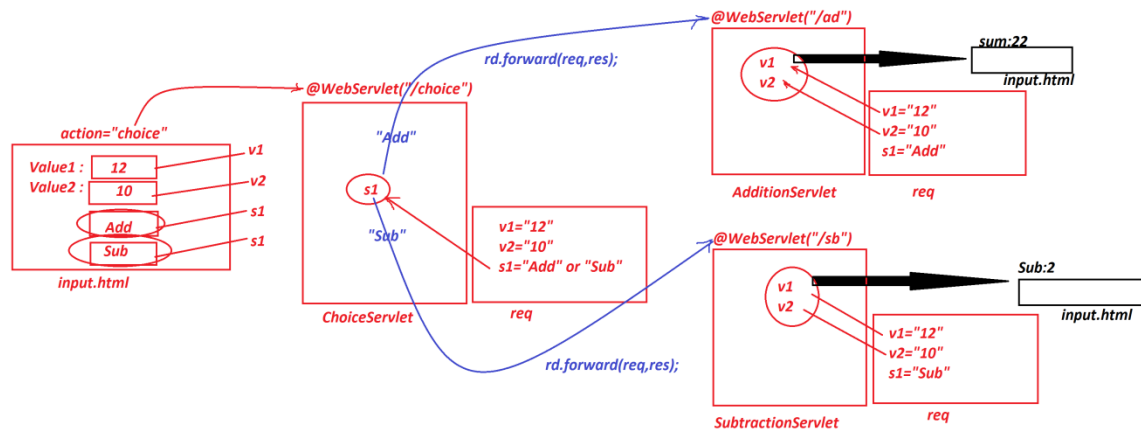 action="choice"
Value1 : 12
Value2 : 10
Add
Sub
v1
v2
s1
s1
input.html
@WebServlet("/choice")
"Add"
s1
"Sub"
ChoiceServlet
v1="12"
v2="10"
s1="Add" or "Sub"
req
rd.forward(req,res);
rd.forward(req,res);
@WebServlet("/ad")
v1
v2
AdditionServlet
v1="12"
v2="10"
s1="Add"
req
sum:22
input.html
@WebServlet("/sb")
v1
v2
SubtractionServlet
v1="12"
v2="10"
s1="Sub"
req
Sub:2
input.html